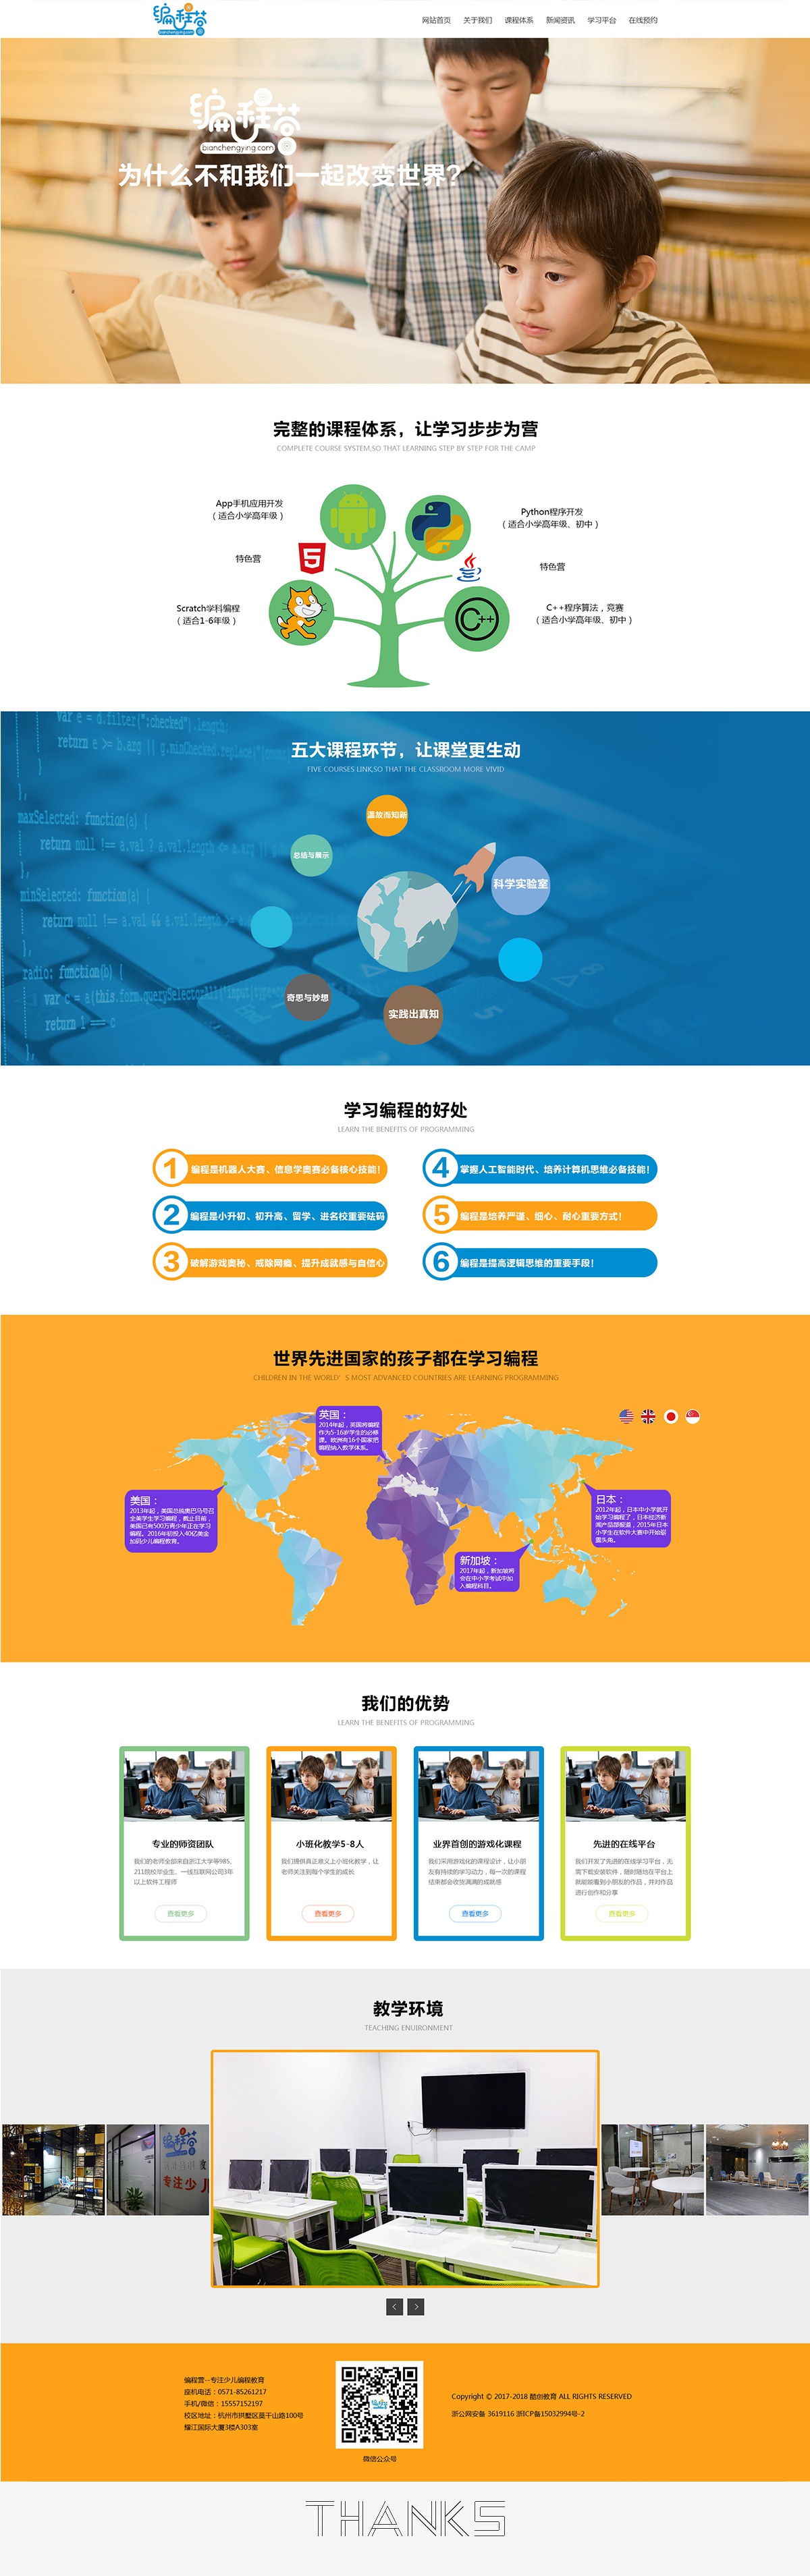 编程营
bianchengying.com
网站首页 关于我们 课程体系 新闻资讯 学习平台 在线预约
编程营
bianchengying.com
为什么不和我们一起改变世界?
完整的课程体系，让学习步步为营
COMPLETE COURSE SYSTEM,SO THAT LEARNING STEP BY STEP FOR THE CAMP
App手机应用开发
（适合小学高年级）
Python程序开发
（适合小学高年级、初中）
特色营
5
特色营
Scratch学科编程
（适合1-6年级）
C++
C++程序算法，竞赛
（适合小学高年级、初中）
var e = d.filter(":checked").length;
return e >= b.arg || g.minChecked.replace("{count
}
},
五大课程环节，让课堂更生动
FIVE COURSES LINK,SO THAT THE CLASSROOM MORE VIVID
maxSelected: function(a) {
return null !== a.val ? a.val.length <= a.arg || g.
},
minSelected: function(a) {
return null !== a.val && a.val.length >= a.arg
},
radio: function(b) {
var c = a(this.form.querySelectorAll('input[type=
return 1 == c
},
温故而知新
总结与展示
科学实验室
奇思与妙想
实践出真知
学习编程的好处
LEARN THE BENEFITS OF PROGRAMMING
1 编程是机器人大赛、信息学奥赛必备核心技能！
4 掌握人工智能时代、培养计算机思维必备技能！
2 编程是小升初、初升高、留学、进名校重要砝码
5 编程是培养严谨、细心、耐心重要方式！
3 破解游戏奥秘、戒除网瘾、提升成就感与自信心
6 编程是提高逻辑思维的重要手段！
世界先进国家的孩子都在学习编程
CHILDREN IN THE WORLD'S MOST ADVANCED COUNTRIES ARE LEARNING PROGRAMMING
英国：
2014年起，英国将编程
作为5-16岁学生的必修
课。欧洲有16个国家把
编程纳入教学体系。
美国：
2013年起，美国总统奥巴马号召
全美学生学习编程，截止目前，
美国已有500万青少年正在学习
编程。2016年初投入40亿美金
加码少儿编程教育。
日本：
2012年起，日本中小学就开
始学习编程了，日本经济新
闻产品部报道，2015年日本
小学生在软件大赛中开始崭
露头角。
新加坡：
2017年起，新加坡将
会在中小学考试中加
入编程科目。
我们的优势
LEARN THE BENEFITS OF PROGRAMMING
专业的师资团队
我们的老师全部来自浙江大学等985、
211院校毕业生、一线互联网公司3年
以上软件工程师
查看更多
小班化教学5-8人
我们提供真正意义上小班化教学，让
老师关注到每个学生的成长
查看更多
业界首创的游戏化课程
我们采用游戏化的课程设计，让小朋
友有持续的学习动力，每一次的课程
结束都会收货满满的成就感
查看更多
先进的在线平台
我们开发了先进的在线学习平台，无
需下载安装软件，随时随地在平台上
就能观看到小朋友的作品，并对作品
进行创作和分享
查看更多
教学环境
TEACHING ENUIRONMENT
编程营
专注少儿
编程营--专注少儿编程教育
座机电话：0571-85261217
手机/微信：15557152197
校区地址：杭州市拱墅区莫干山路100号
耀江国际大厦3楼A303室
微信公众号
Copyright © 2017-2018 酷创教育 ALL RIGHTS RESERVED
浙公网安备 3619116 浙ICP备15032994号-2
THANKS